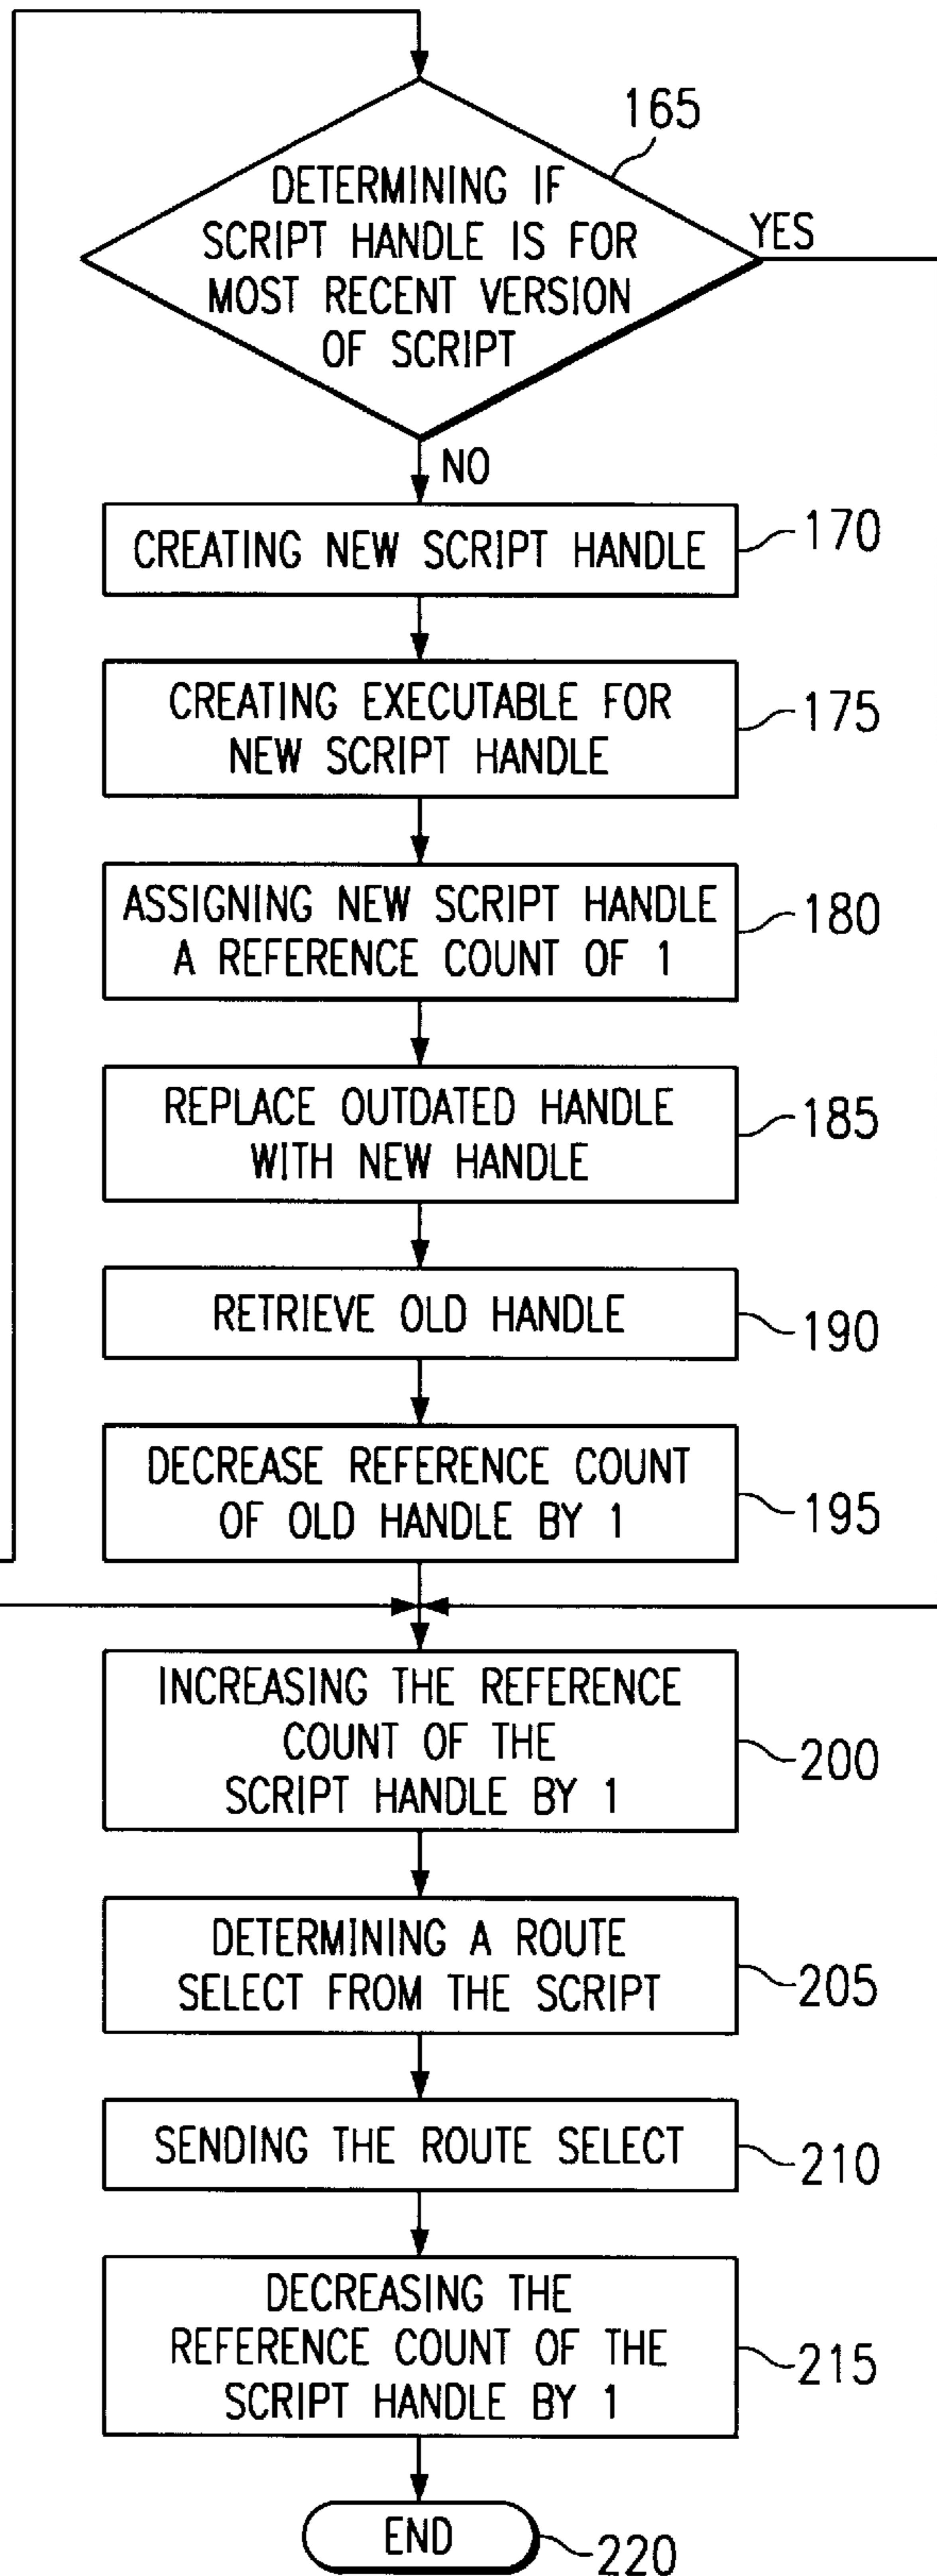 165
DETERMINING IF
SCRIPT HANDLE IS FOR
MOST RECENT VERSION
OF SCRIPT
YES
NO
CREATING NEW SCRIPT HANDLE
170
CREATING EXECUTABLE FOR
NEW SCRIPT HANDLE
175
ASSIGNING NEW SCRIPT HANDLE
A REFERENCE COUNT OF 1
180
REPLACE OUTDATED HANDLE
WITH NEW HANDLE
185
RETRIEVE OLD HANDLE
190
DECREASE REFERENCE COUNT
OF OLD HANDLE BY 1
195
INCREASING THE REFERENCE
COUNT OF THE
SCRIPT HANDLE BY 1
200
DETERMINING A ROUTE
SELECT FROM THE SCRIPT
205
SENDING THE ROUTE SELECT
210
DECREASING THE
REFERENCE COUNT OF THE
SCRIPT HANDLE BY 1
215
END
220